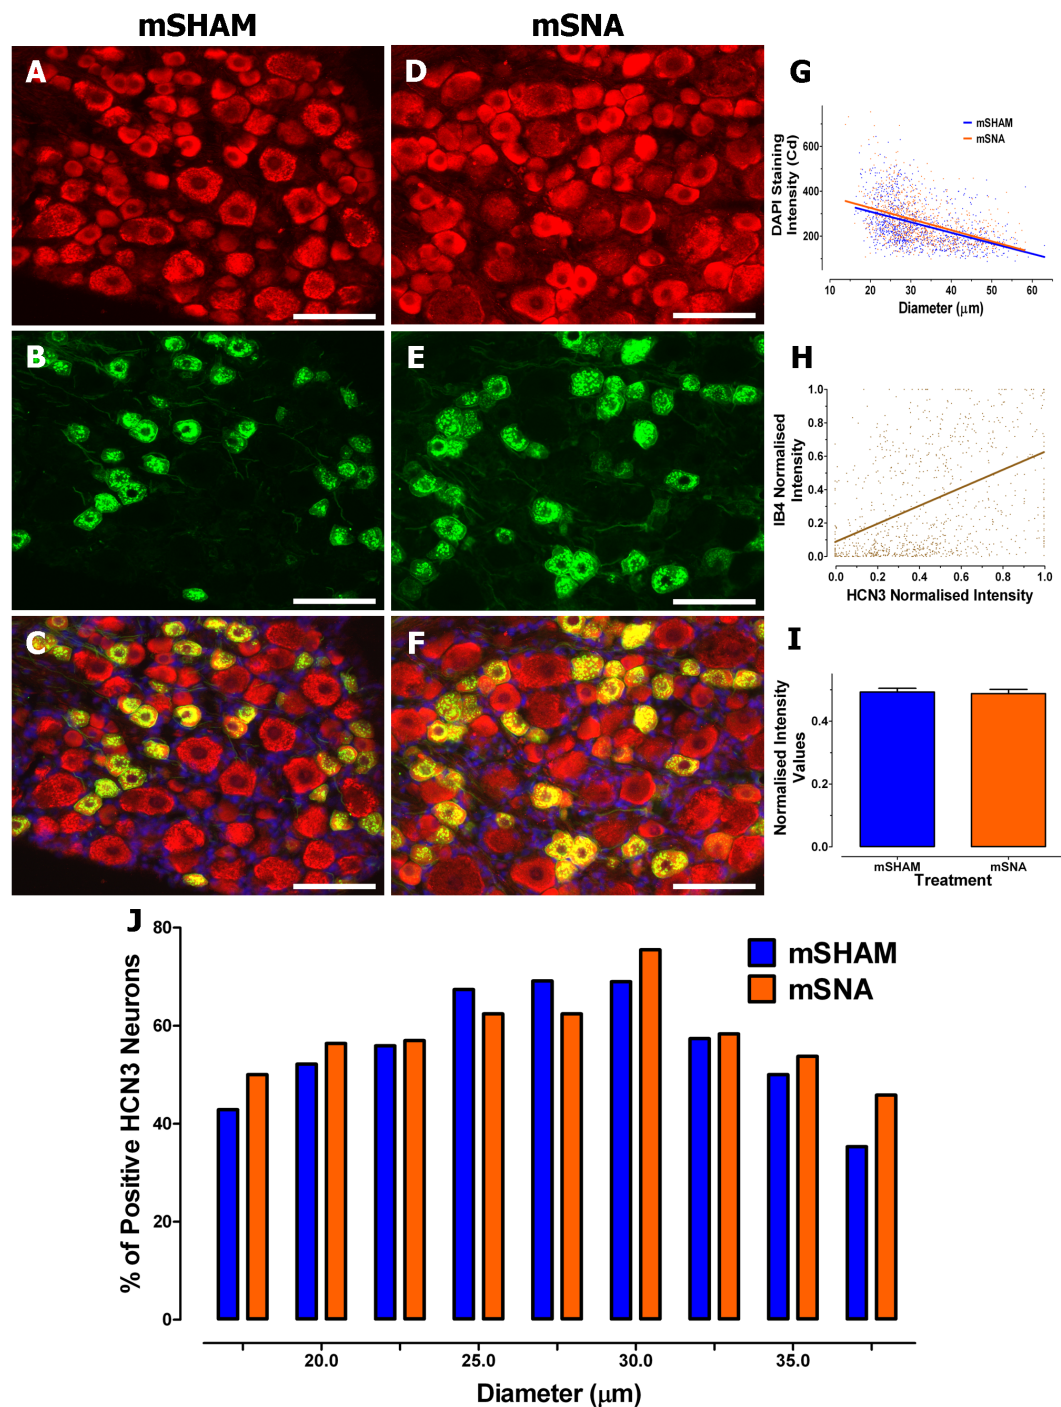 mSHAM
mSNA
A
D
G
DAPI Staining
Intensity (Cd)
600
400
200
mSHAM
mSNA
10 20 30 40 50 60
Diameter (μm)
B
E
H
IB4 Normalised
Intensity
1.0
0.8
0.6
0.4
0.2
0.0
0.0 0.2 0.4 0.6 0.8 1.0
HCN3 Normalised Intensity
C
F
I
Normalised Intensity
Values
0.4
0.2
0.0
mSHAM mSNA
Treatment
J
% of Positive HCN3 Neurons
80
60
40
20
0
mSHAM
mSNA
20.0 25.0 30.0 35.0
Diameter (μm)